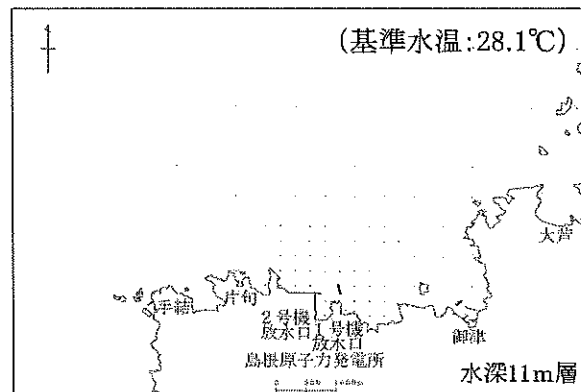 (基準水温:28.1℃)
大芦
手結
片句
御津
2号機
放水口
号機
放水口
島根原子力発電所
水深11m層